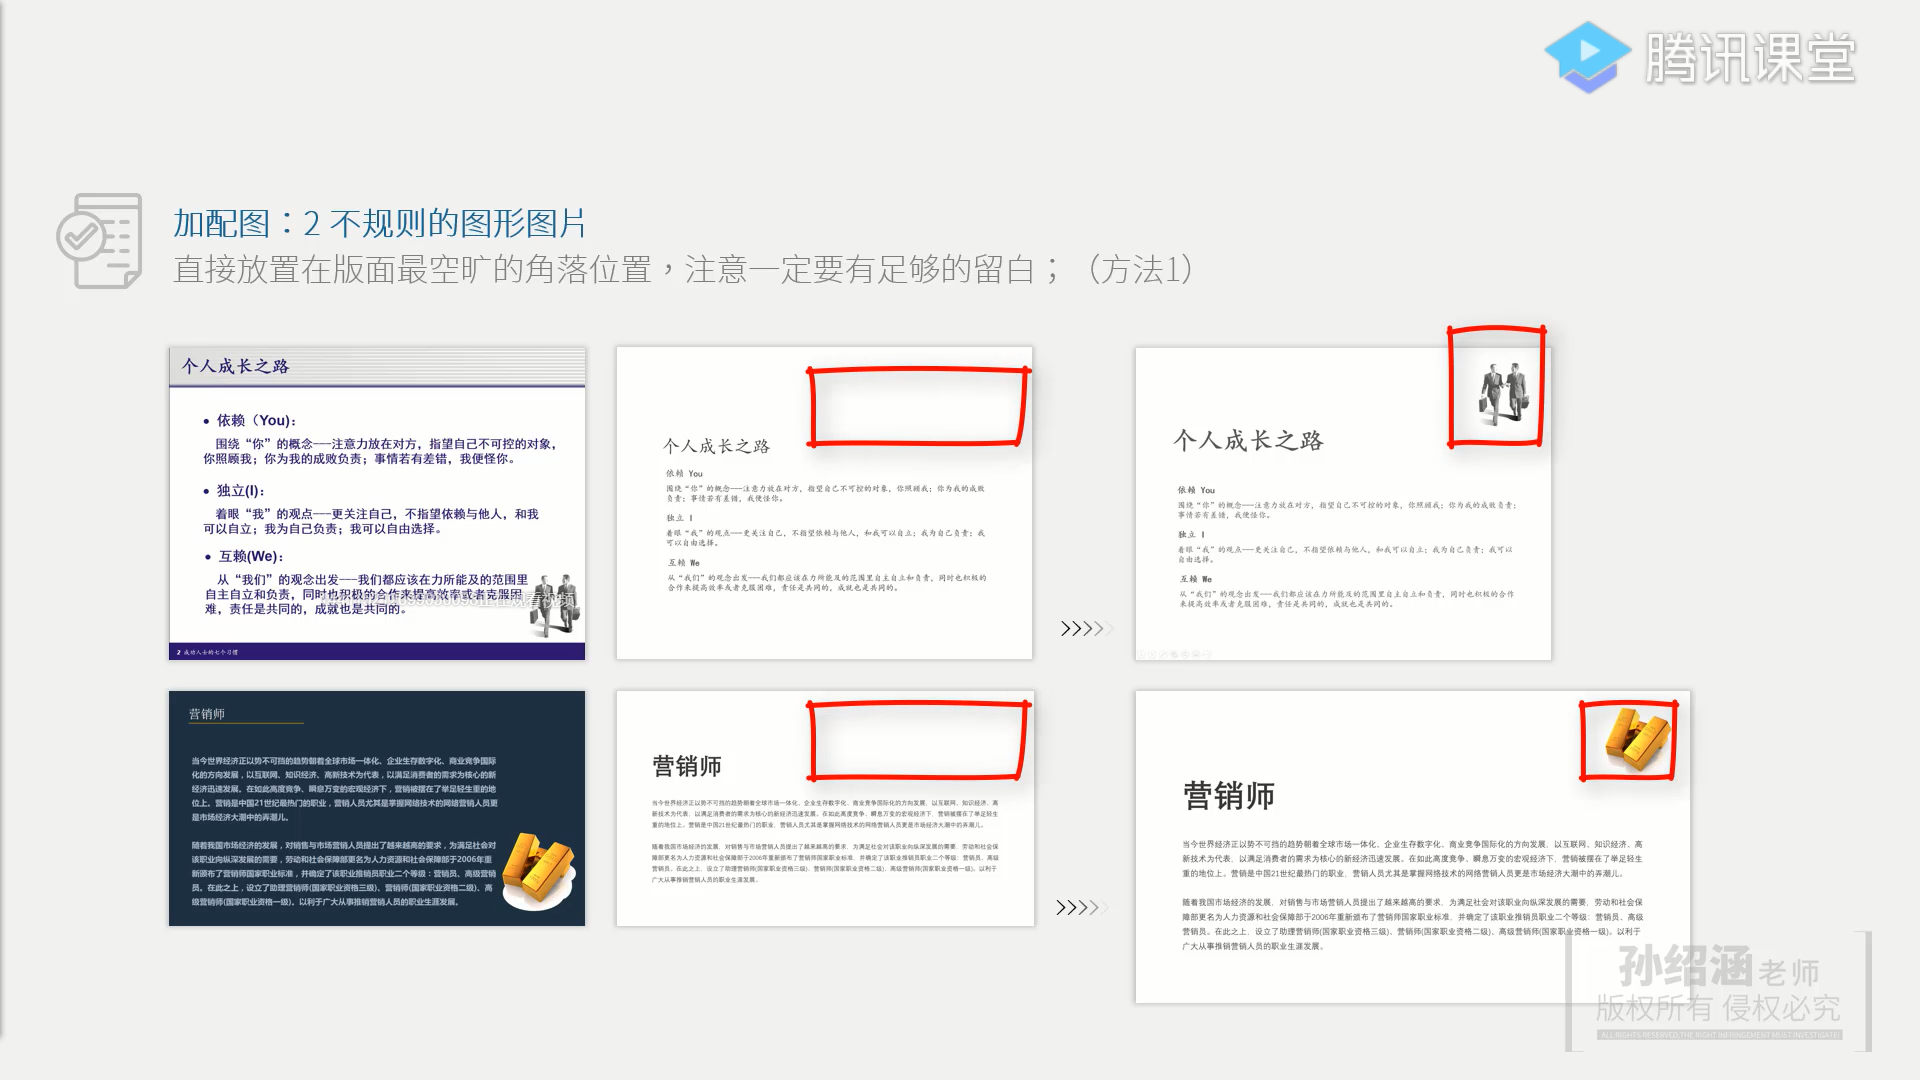 腾讯课堂
加配图：2 不规则的图形图片
直接放置在版面最空旷的角落位置，注意一定要有足够的留白；（方法1）
个人成长之路
• 依赖（You）：
围绕“你”的概念---注意力放在对方，指望自己不可控的对象，
你照顾我；你为我的成败负责；事情若有差错，我便怪你。
• 独立(I)：
着眼“我”的观点---更关注自己，不指望依赖与他人，和我
可以自立；我为自己负责；我可以自由选择。
• 互赖(We)：
从“我们”的观念出发---我们都应该在力所能及的范围里
自主自立和负责，同时也积极的合作来提高效率或者克服困
难，责任是共同的，成就也是共同的。
正在观看视频
2 成功人士的七个习惯
个人成长之路
依赖 You
围绕“你”的概念---注意力放在对方，指望自己不可控的对象，你照顾我；你为我的成败
负责；事情若有差错，我便怪你。
独立 I
着眼“我”的观点---更关注自己，不指望依赖与他人，和我可以自立；我为自己负责；我
可以自由选择。
互赖 We
从“我们”的观念出发---我们都应该在力所能及的范围里自主自立和负责，同时也积极的
合作来提高效率或者克服困难，责任是共同的，成就也是共同的。
个人成长之路
依赖 You
围绕“你”的概念---注意力放在对方，指望自己不可控的对象，你照顾我；你为我的成败负责；
事情若有差错，我便怪你。
独立 I
着眼“我”的观点---更关注自己，不指望依赖与他人，和我可以自立；我为自己负责；我可以
自由选择。
互赖 We
从“我们”的观念出发---我们都应该在力所能及的范围里自主自立和负责，同时也积极的合作
来提高效率或者克服困难，责任是共同的，成就也是共同的。
营销师
当今世界经济正以势不可挡的趋势朝着全球市场一体化、企业生存数字化、商业竞争国际
化的方向发展，以互联网、知识经济、高新技术为代表，以满足消费者的需求为核心的新
经济迅速发展。在如此高度竞争、瞬息万变的宏观经济下，营销被摆在了举足轻生重的地
位上。营销是中国21世纪最热门的职业，营销人员尤其是掌握网络技术的网络营销人员更
是市场经济大潮中的弄潮儿。
随着我国市场经济的发展，对销售与市场营销人员提出了越来越高的要求，为满足社会对
该职业向纵深发展的需要，劳动和社会保障部更名为人力资源和社会保障部于2006年重
新颁布了营销师国家职业标准，并确定了该职业推销员职业二个等级：营销员、高级营销
员。在此之上，设立了助理营销师(国家职业资格三级)、营销师(国家职业资格二级)、高
级营销师(国家职业资格一级)。以利于广大从事推销营销人员的职业生涯发展。
营销师
当今世界经济正以势不可挡的趋势朝着全球市场一体化、企业生存数字化、商业竞争国际化的方向发展，以互联网、知识经济、高
新技术为代表，以满足消费者的需求为核心的新经济迅速发展。在如此高度竞争、瞬息万变的宏观经济下，营销被摆在了举足轻生
重的地位上。营销是中国21世纪最热门的职业，营销人员尤其是掌握网络技术的网络营销人员更是市场经济大潮中的弄潮儿。
随着我国市场经济的发展，对销售与市场营销人员提出了越来越高的要求，为满足社会对该职业向纵深发展的需要，劳动和社会保
障部更名为人力资源和社会保障部于2006年重新颁布了营销师国家职业标准，并确定了该职业推销员职业二个等级：营销员、高级
营销员。在此之上，设立了助理营销师(国家职业资格三级)、营销师(国家职业资格二级)、高级营销师(国家职业资格一级)。以利于
广大从事推销营销人员的职业生涯发展。
营销师
当今世界经济正以势不可挡的趋势朝着全球市场一体化、企业生存数字化、商业竞争国际化的方向发展，以互联网、知识经济、高
新技术为代表，以满足消费者的需求为核心的新经济迅速发展。在如此高度竞争、瞬息万变的宏观经济下，营销被摆在了举足轻生
重的地位上。营销是中国21世纪最热门的职业，营销人员尤其是掌握网络技术的网络营销人员更是市场经济大潮中的弄潮儿。
随着我国市场经济的发展，对销售与市场营销人员提出了越来越高的要求，为满足社会对该职业向纵深发展的需要，劳动和社会保
障部更名为人力资源和社会保障部于2006年重新颁布了营销师国家职业标准，并确定了该职业推销员职业二个等级：营销员、高级
营销员。在此之上，设立了助理营销师(国家职业资格三级)、营销师(国家职业资格二级)、高级营销师(国家职业资格一级)。以利于
广大从事推销营销人员的职业生涯发展。
孙绍涵老师
版权所有 侵权必究
ALL RIGHTS RESERVED,THE RIGHT INFRINGEMENT MUST INVESTIGATE!